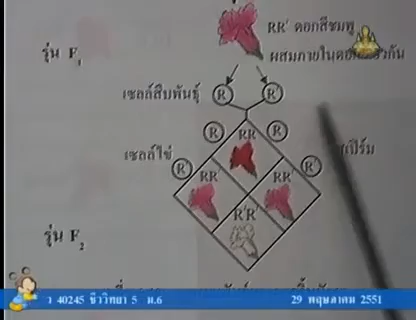 RR' ดอกสีชมพู
รุ่น F₁
ผสมภายในดอกเดียวกัน
เซลล์สืบพันธุ์ R R'
R R
RR
เซลล์ไข่ สเปิร์ม
R' R'
RR' RR'
R'R'
รุ่น F₂
ว 40245 ชีววิทยา 5 ม.6 29 พฤษภาคม 2551